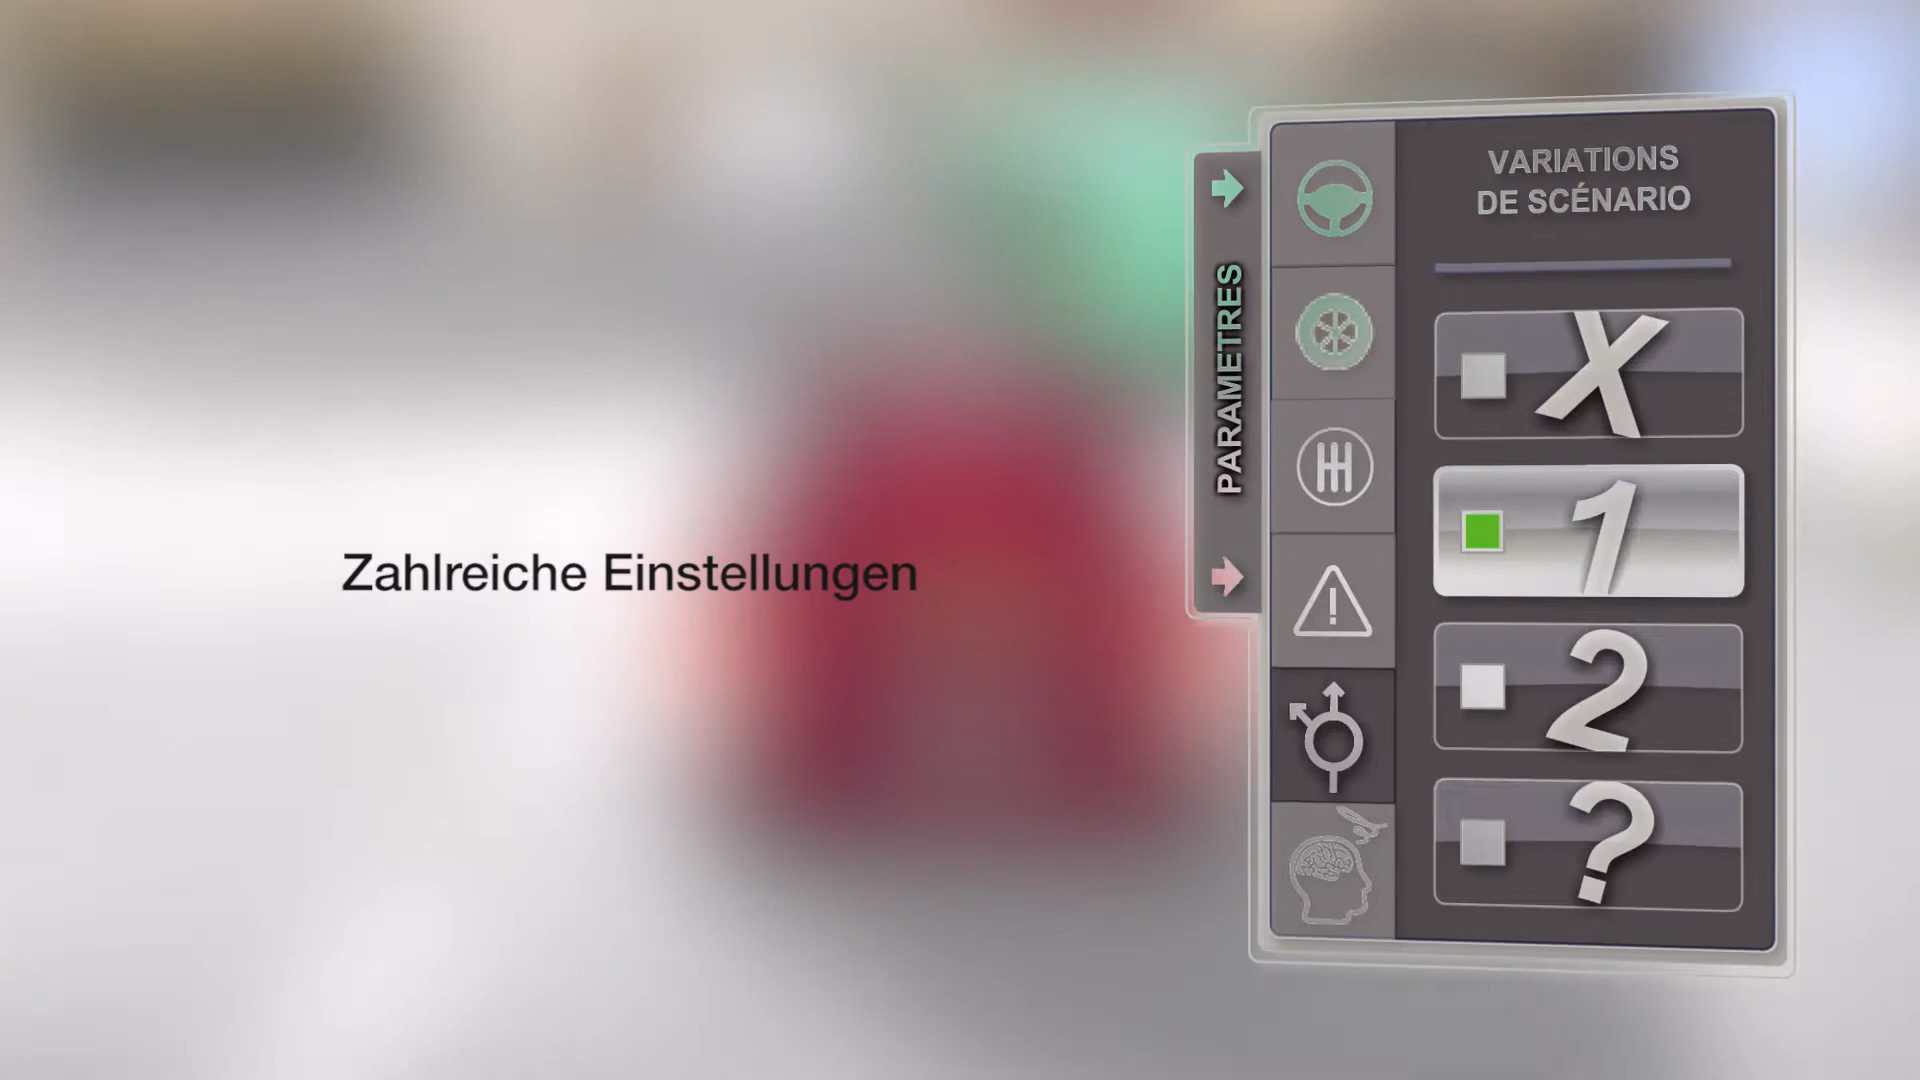 Zahlreiche Einstellungen
PARAMETRES
VARIATIONS
DE SCÉNARIO
X
1
2
?